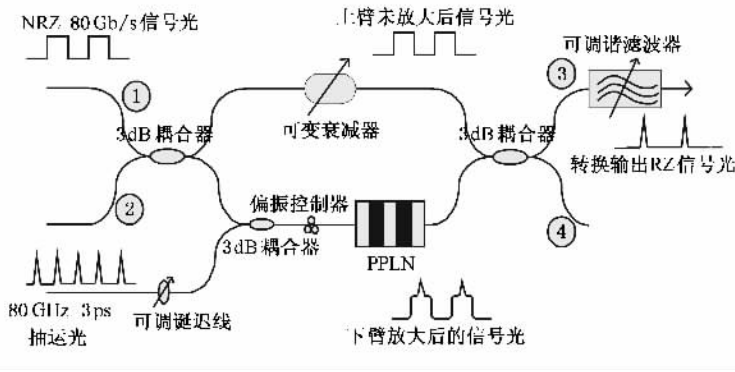 NRZ 80 Gb/s信号光
上臂未放大后信号光
可调谐滤波器
①
③
3dB耦合器
可变衰减器
3dB耦合器
转换输出RZ信号光
②
偏振控制器
④
3dB耦合器
PPLN
80 GHz 3ps
抽运光
可调诞迟线
下臂放大后的信号光